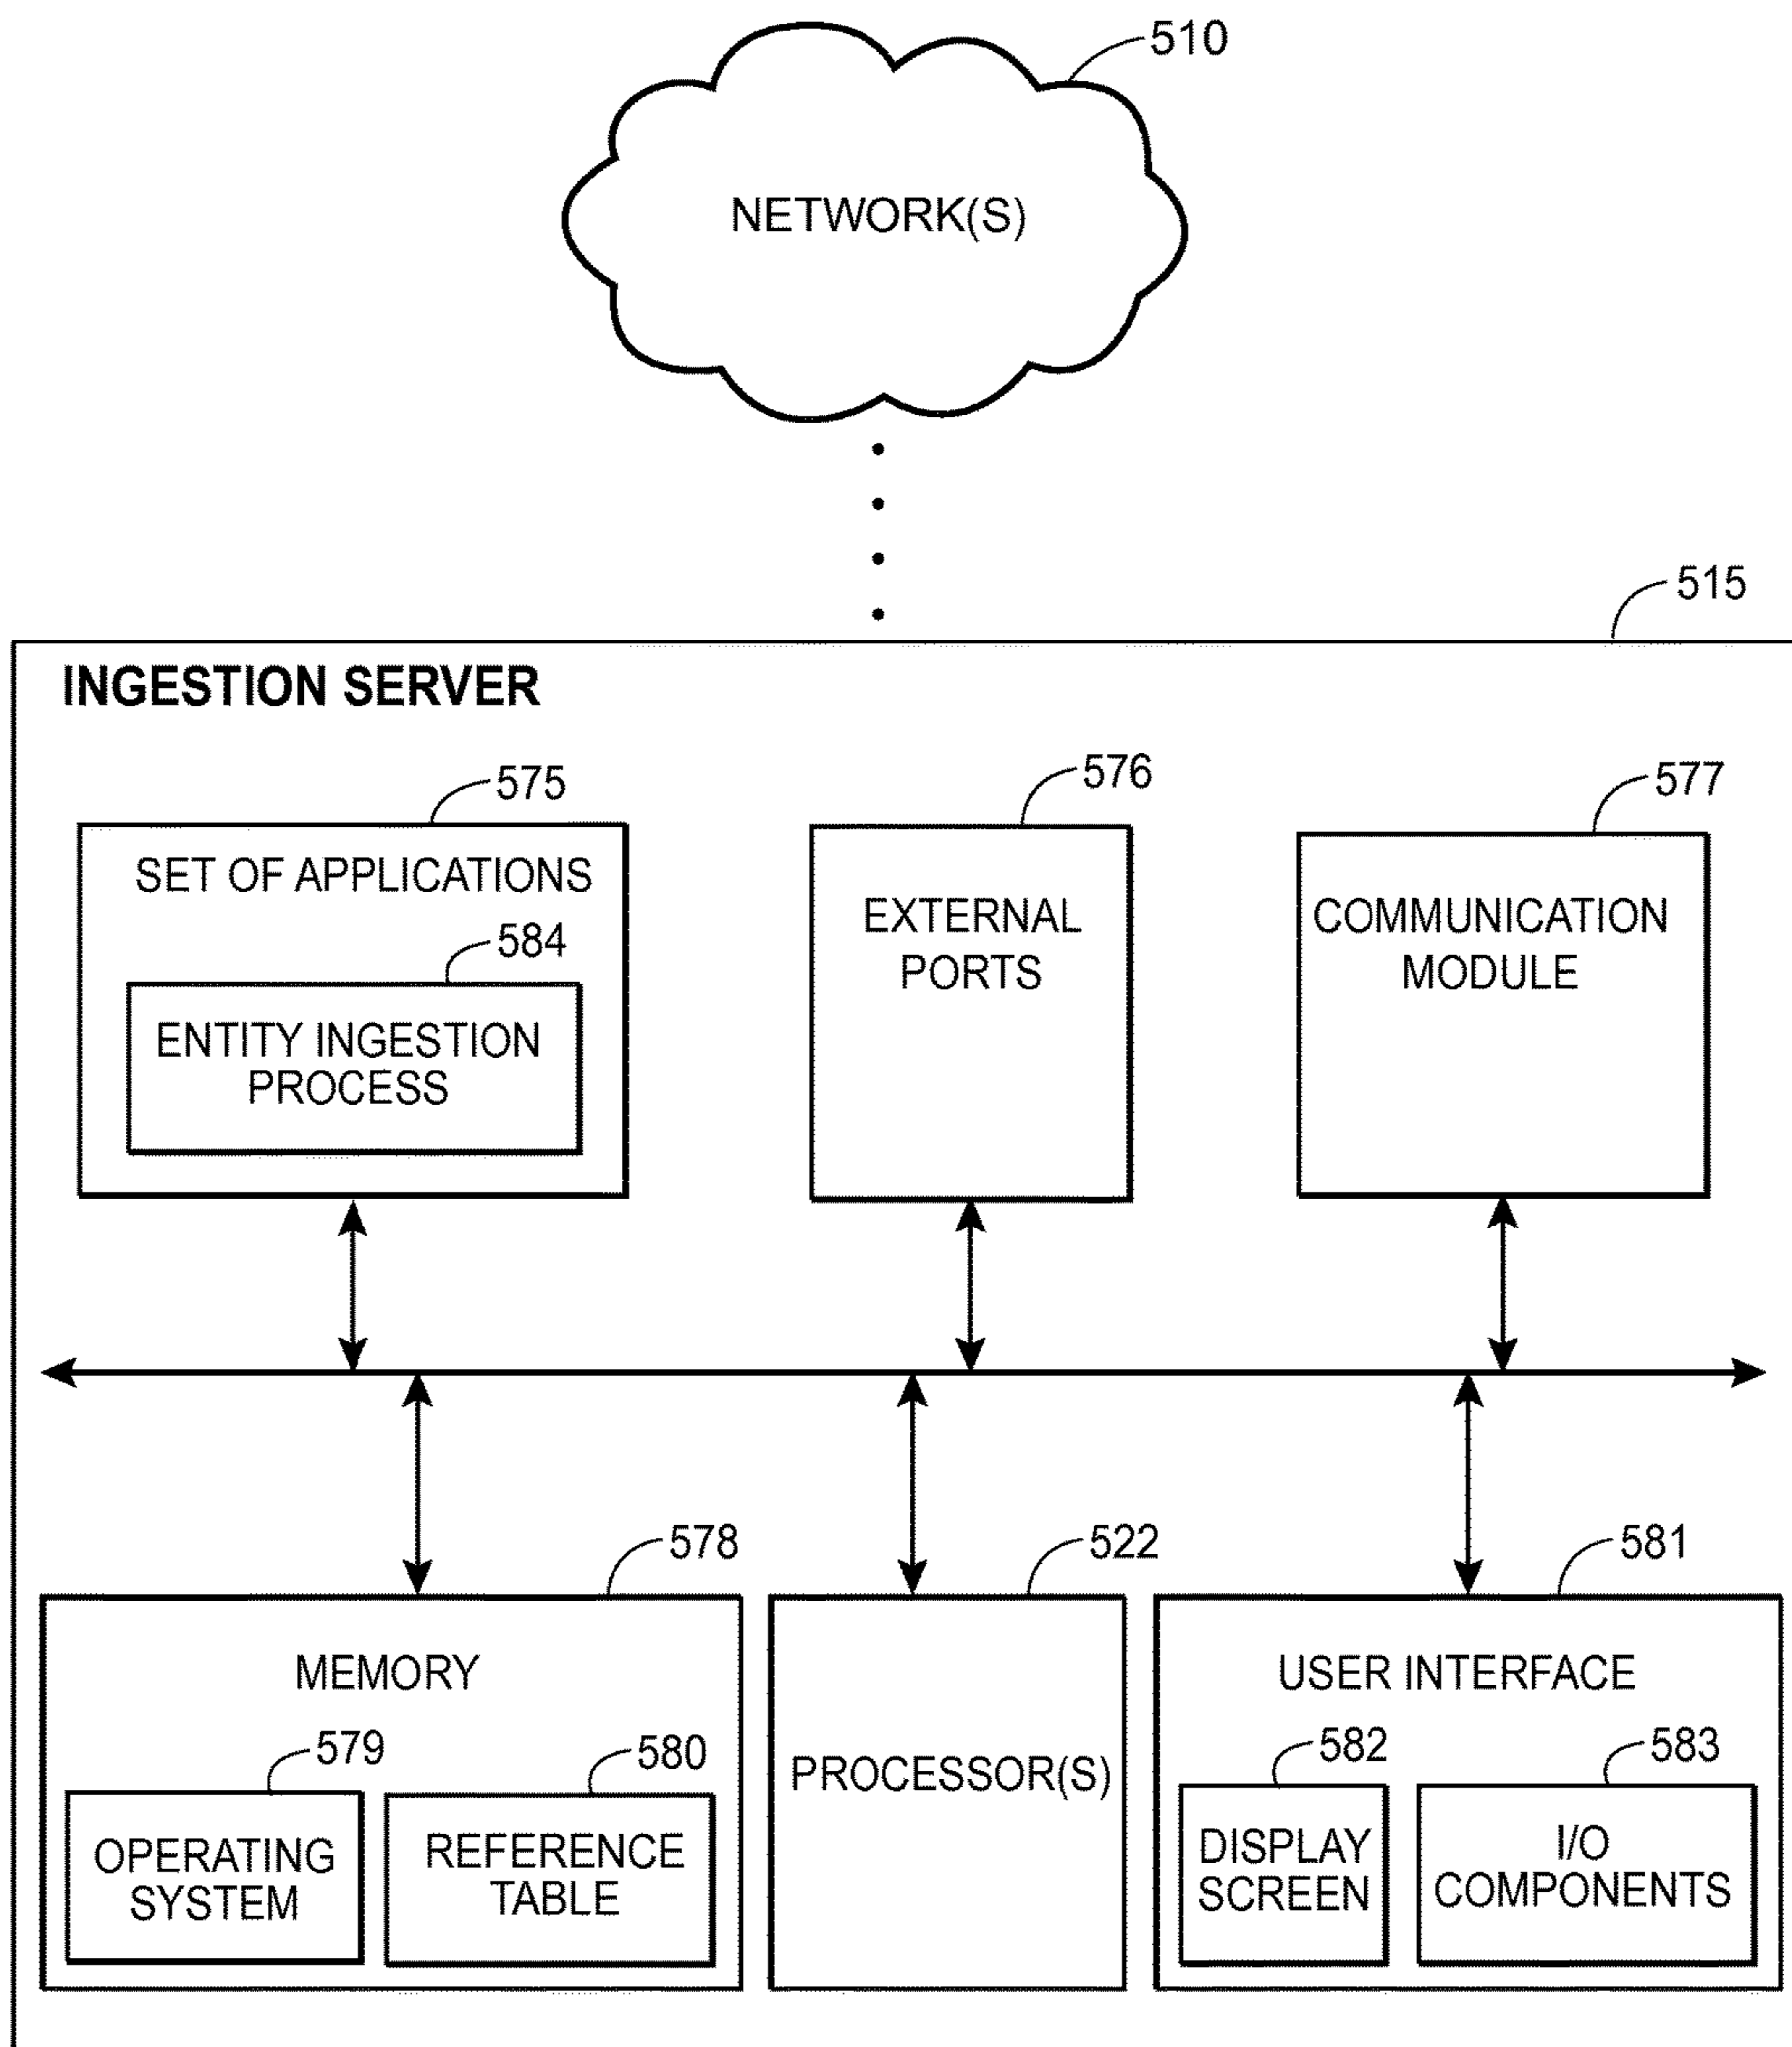 510
NETWORK(S)
515
INGESTION SERVER
575
SET OF APPLICATIONS
584
ENTITY INGESTION
PROCESS
576
EXTERNAL
PORTS
577
COMMUNICATION
MODULE
578
MEMORY
579
OPERATING
SYSTEM
580
REFERENCE
TABLE
522
PROCESSOR(S)
581
USER INTERFACE
582
DISPLAY
SCREEN
583
I/O
COMPONENTS